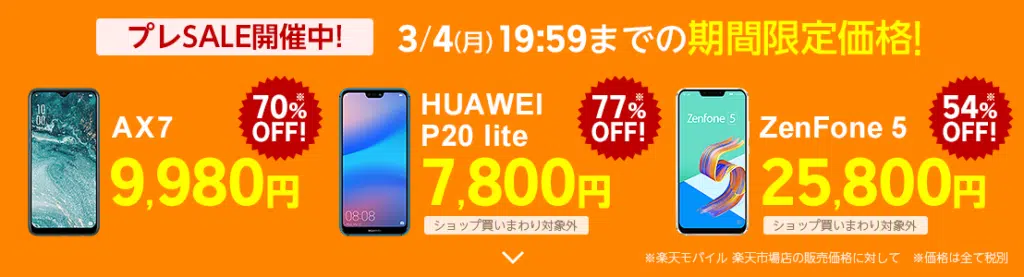 プレSALE開催中!
3/4(月)19:59までの期間限定価格!
AX7
70%※
OFF!
9,980円
08:08
HUAWEI
P20 lite
77%※
OFF!
7,800円
ショップ買いまわり対象外
Zenfone 5
ZenFone 5
54%※
OFF!
25,800円
ショップ買いまわり対象外
※楽天モバイル 楽天市場店の販売価格に対して ※価格は全て税別